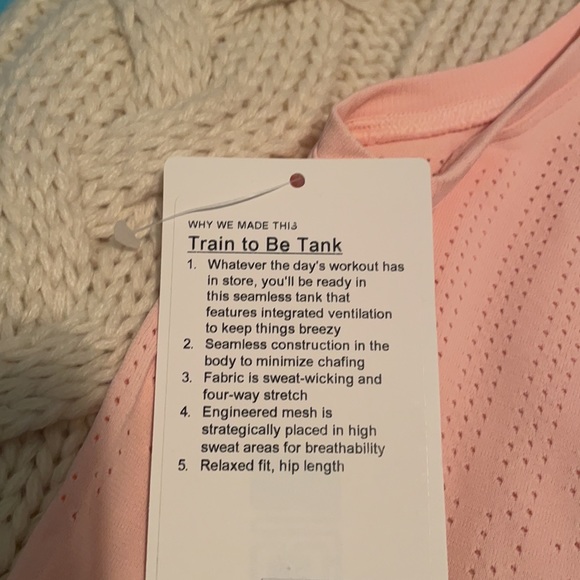 WHY WE MADE THIS
Train to Be Tank
1. Whatever the day's workout has
in store, you'll be ready in
this seamless tank that
features integrated ventilation
to keep things breezy
2. Seamless construction in the
body to minimize chafing
3. Fabric is sweat-wicking and
four-way stretch
4. Engineered mesh is
strategically placed in high
sweat areas for breathability
5. Relaxed fit, hip length